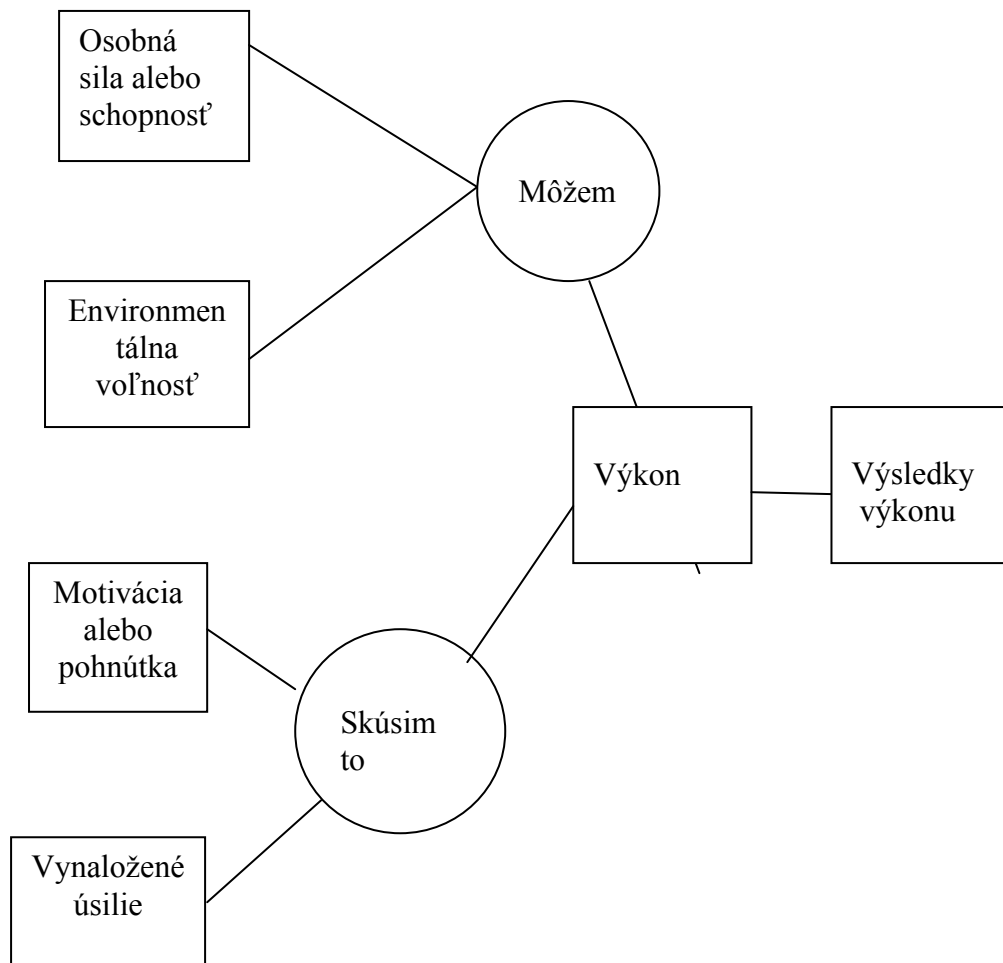 Osobná
sila alebo
schopnosť
Môžem
Environmen
tálna
voľnosť
Výkon
Výsledky
výkonu
Motivácia
alebo
pohnútka
Skúsim
to
Vynaložené
úsilie